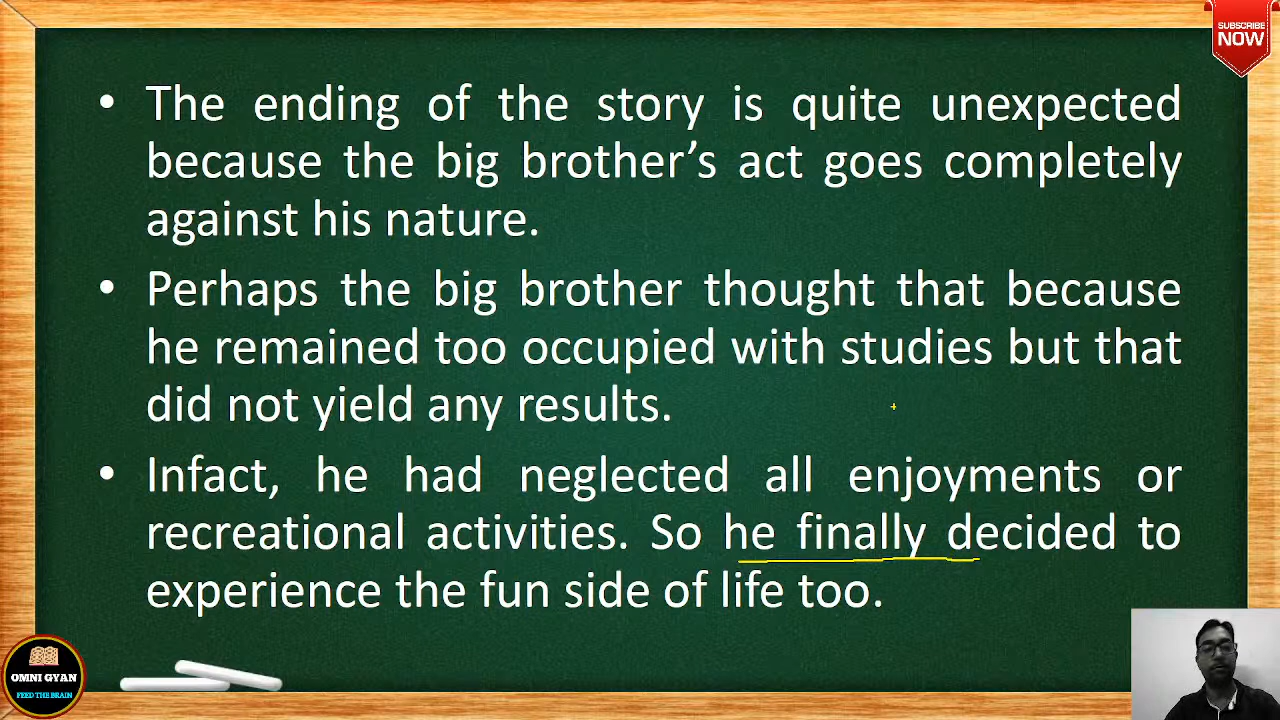 SUBSCRIBE
NOW
• The ending of the story is quite unexpected
because the big brother’s act goes completely
against his nature.
• Perhaps the big brother thought that because
he remained too occupied with studies but that
did not yield any results.
• Infact, he had neglected all enjoyments or
recreational activities. So he finally decided to
experience the fun side of life too.
OMNI GYAN
FEED THE BRAIN